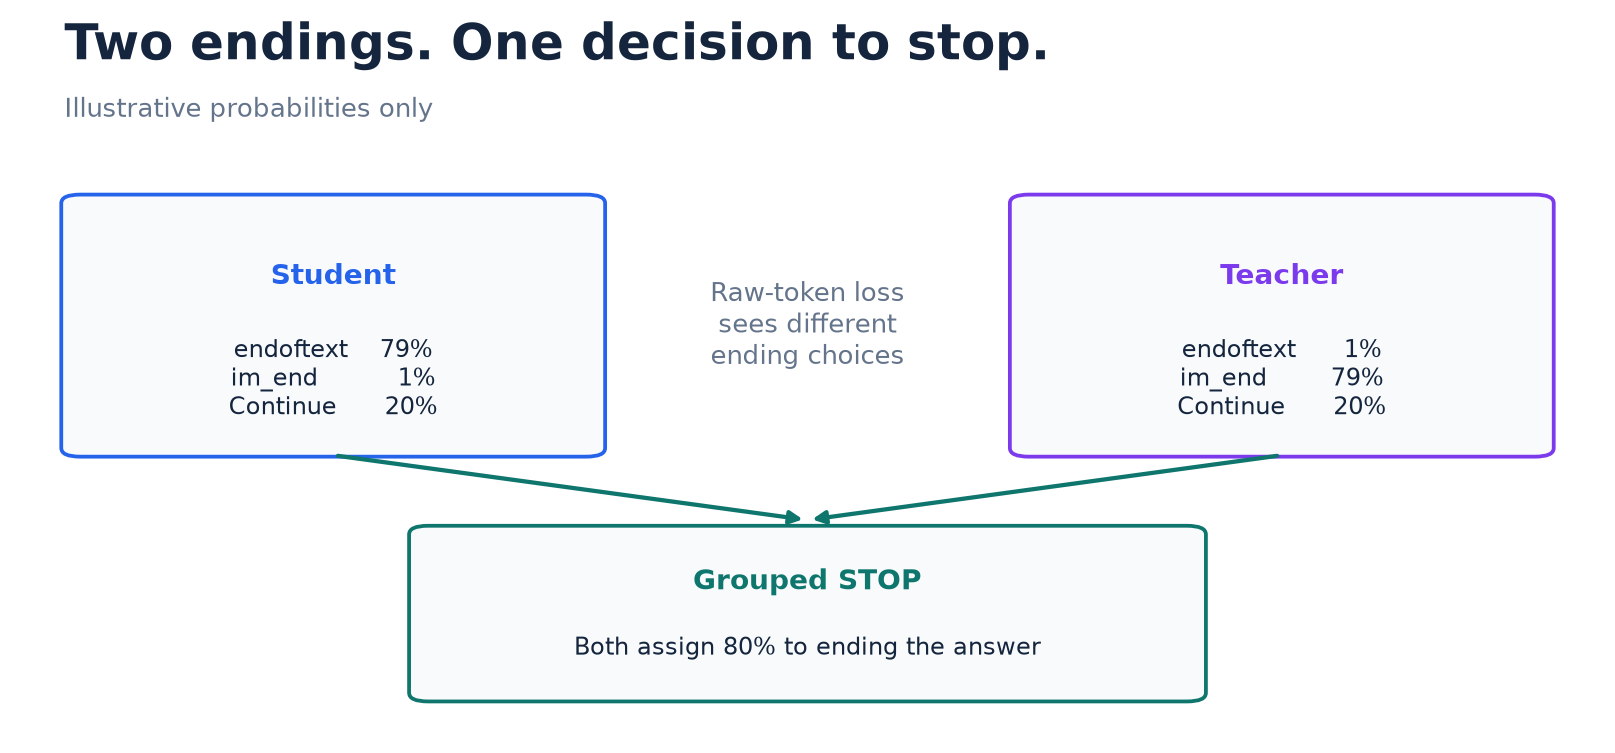 Two endings. One decision to stop.
Illustrative probabilities only
Student
endoftext 79%
im_end 1%
Continue 20%
Raw-token loss
sees different
ending choices
Teacher
endoftext 1%
im_end 79%
Continue 20%
Grouped STOP
Both assign 80% to ending the answer